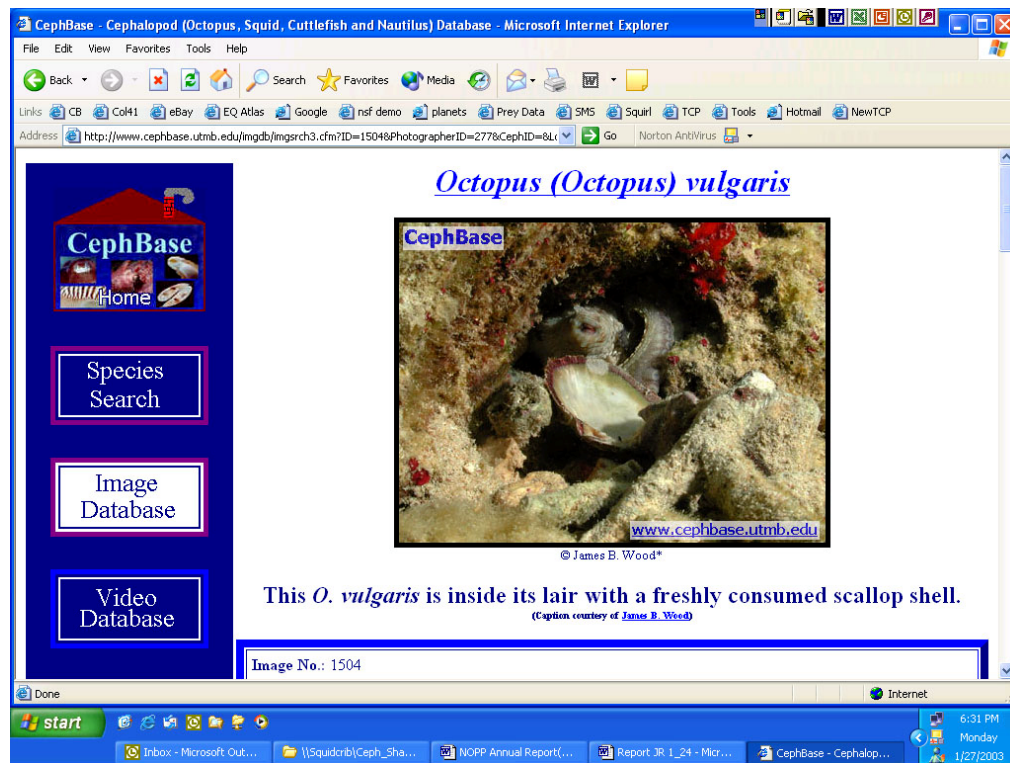 CephBase - Cephalopod (Octopus, Squid, Cuttlefish and Nautilus) Database - Microsoft Internet Explorer
File Edit View Favorites Tools Help
Back Search Favorites Media
Links CB Col41 eBay EQ Atlas Google nsf demo planets Prey Data SMS Squirl TCP Tools Hotmail NewTCP
Address http://www.cephbase.utmb.edu/imgdb/imgsrch3.cfm?ID=1504&PhotographerID=277&CephID=&L Go Norton AntiVirus
CephBase
Home
Species
Search
Image
Database
Video
Database
Octopus (Octopus) vulgaris
CephBase
www.cephbase.utmb.edu
© James B. Wood*
This O. vulgaris is inside its lair with a freshly consumed scallop shell.
(Caption courtesy of James B. Wood)
Image No.: 1504
Done Internet
start
Inbox - Microsoft Out... \\Squidcrib\Ceph_Sha... NOPP Annual Report(... Report JR 1_24 - Micr... CephBase - Cephalop...
6:31 PM
Monday
1/27/2003